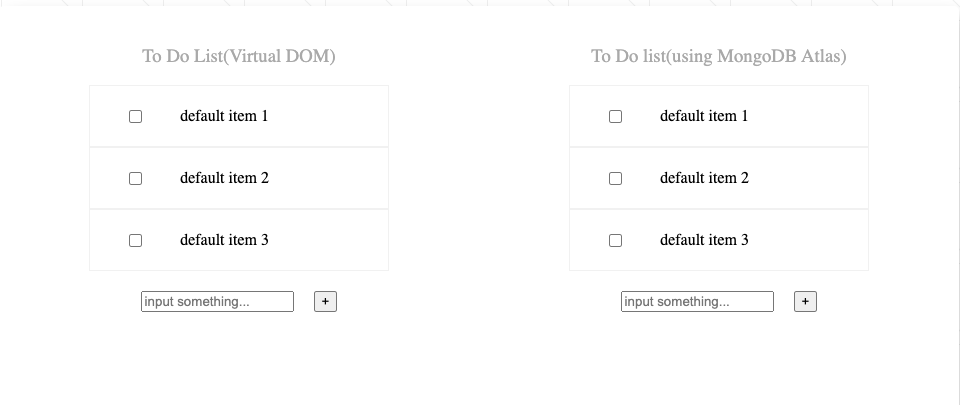 To Do List(Virtual DOM)
default item 1
default item 2
default item 3
input something...
+
To Do list(using MongoDB Atlas)
default item 1
default item 2
default item 3
input something...
+